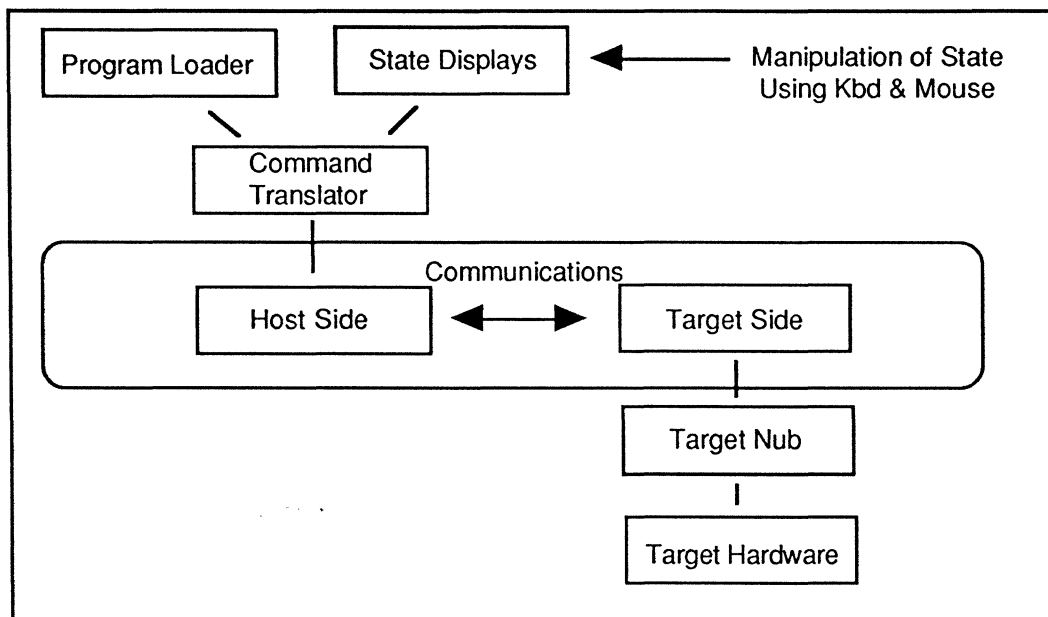 Program Loader
State Displays
Manipulation of State
Using Kbd & Mouse
Command
Translator
Communications
Host Side
Target Side
Target Nub
Target Hardware